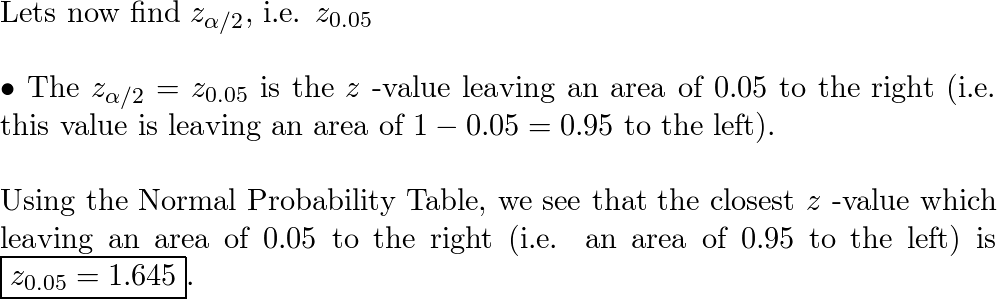 Lets now find z_{α/2}, i.e. z_{0.05}
• The z_{α/2} = z_{0.05} is the z -value leaving an area of 0.05 to the right (i.e.
this value is leaving an area of 1 − 0.05 = 0.95 to the left).
Using the Normal Probability Table, we see that the closest z -value which
leaving an area of 0.05 to the right (i.e. an area of 0.95 to the left) is
z_{0.05} = 1.645.